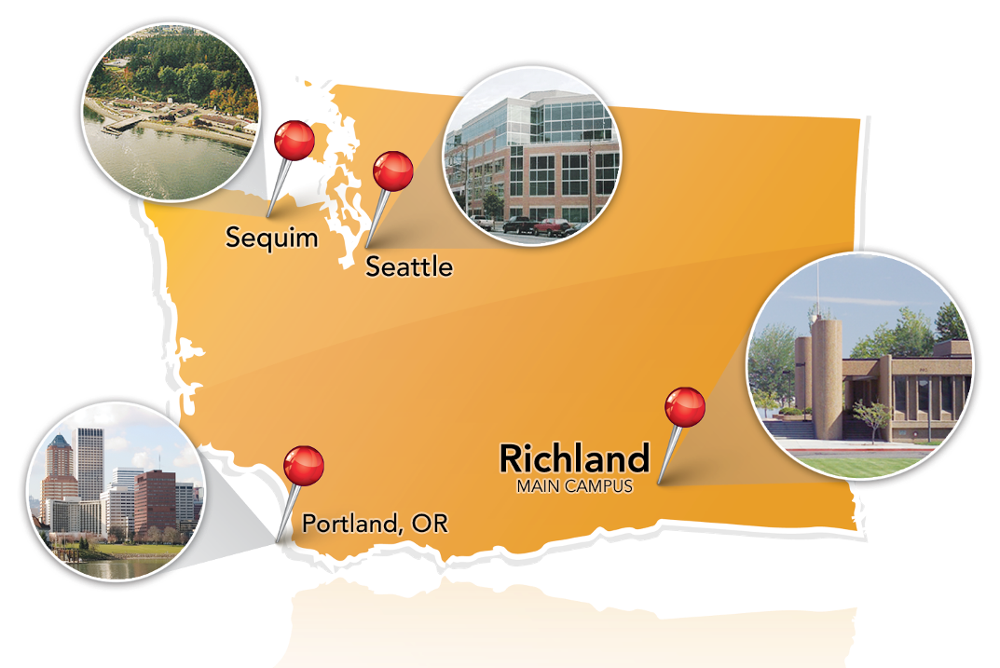 Sequim
Seattle
Richland
MAIN CAMPUS
Portland, OR